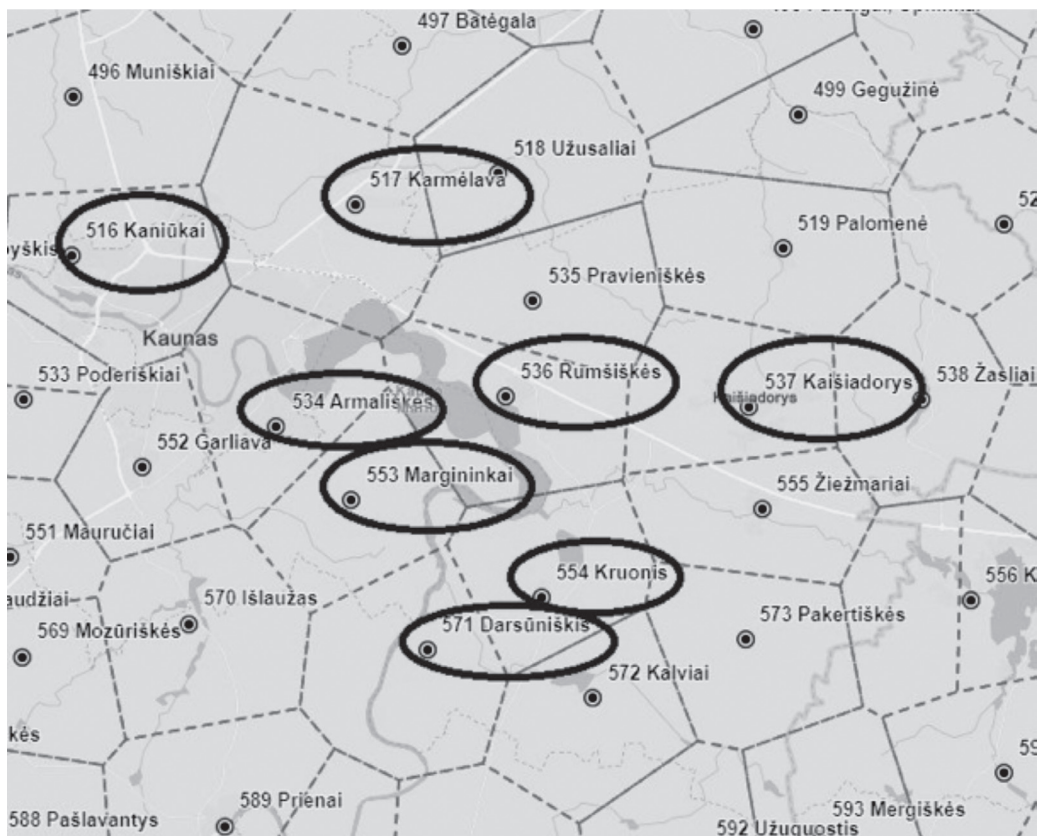 497 Batėgala
496 Muniškiai
499 Gegužinė
518 Užusaliai
517 Karmėlava
516 Kaniūkai
519 Palomenė
535 Pravieniškės
Kaunas
536 Rumšiškės
537 Kaišiadorys
538 Žasliai
Kaišiadorys
533 Poderiškiai
534 Armališkės
552 Garliava
553 Margininkai
555 Žiežmariai
551 Mauručiai
554 Kruonis
556 K
570 Išlaužas
571 Darsūniškis
573 Pakertiškės
569 Mozūriškės
572 Kalviai
589 Prienai
588 Pašlavantys
593 Mergiškės
592 Užuguostis